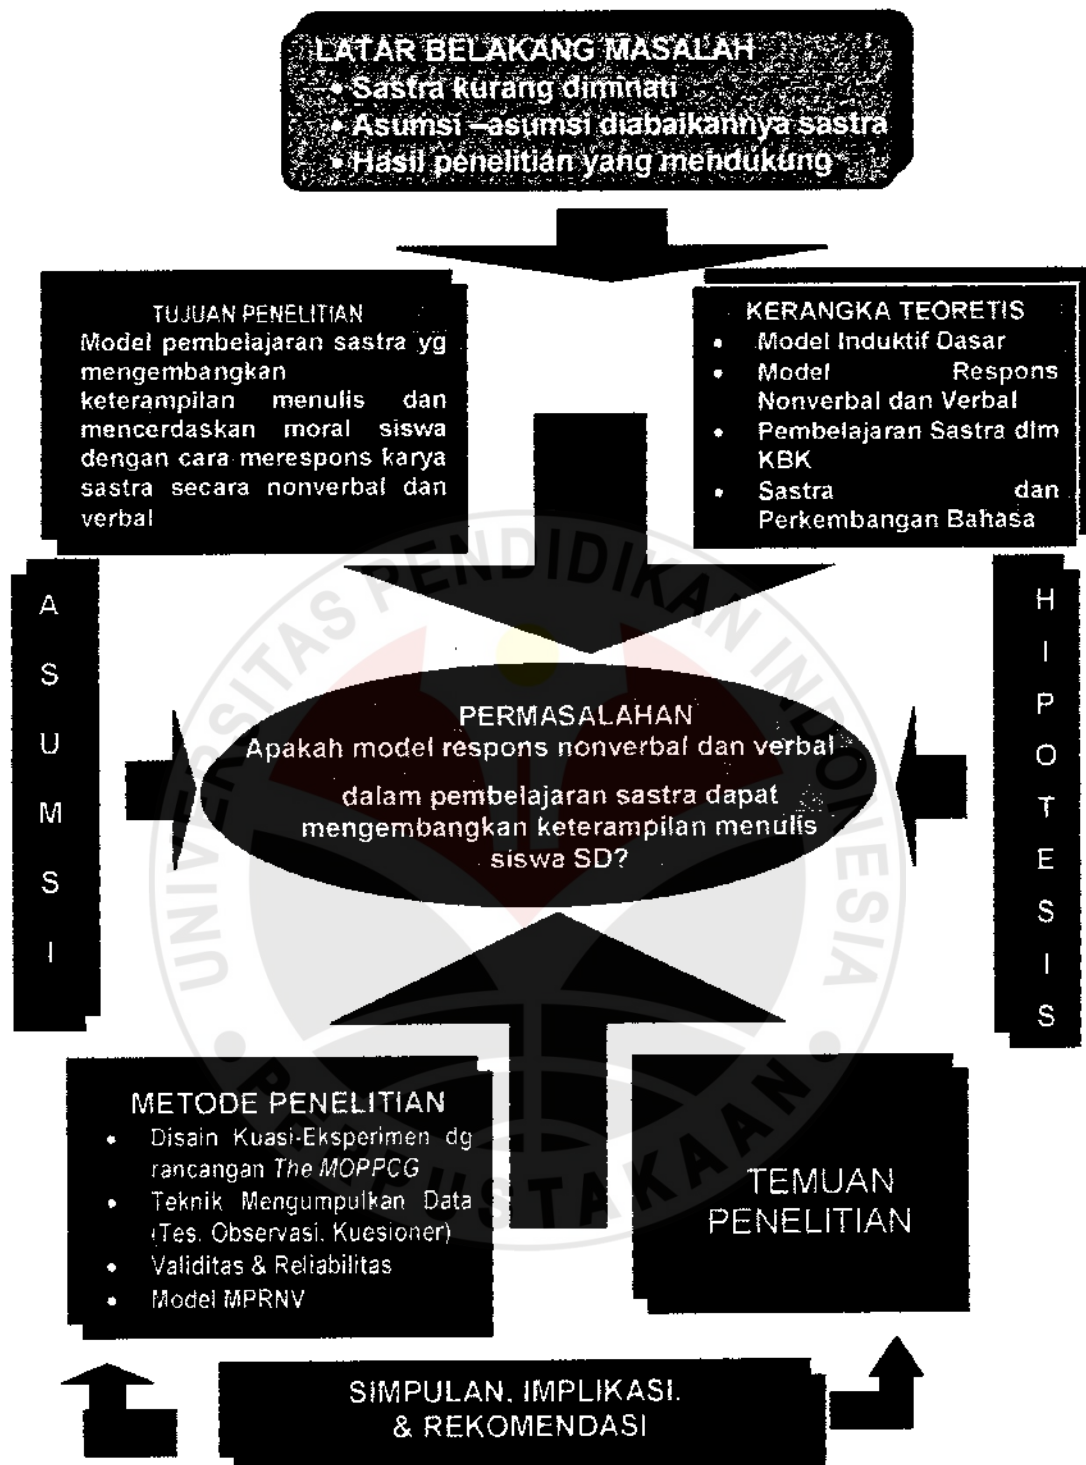 LATAR BELAKANG MASALAH
• Sastra kurang diminati
• Asumsi –asumsi diabaikannya sastra
• Hasil penelitian yang mendukung
TUJUAN PENELITIAN
Model pembelajaran sastra yg
mengembangkan
keterampilan menulis dan
mencerdaskan moral siswa
dengan cara merespons karya
sastra secara nonverbal dan
verbal
KERANGKA TEORETIS
• Model Induktif Dasar
• Model Respons
Nonverbal dan Verbal
• Pembelajaran Sastra dlm
KBK
• Sastra dan
Perkembangan Bahasa
A
S
U
M
S
I
PERMASALAHAN
Apakah model respons nonverbal dan verbal
dalam pembelajaran sastra dapat
mengembangkan keterampilan menulis
siswa SD?
H
I
P
O
T
E
S
I
S
METODE PENELITIAN
• Disain Kuasi-Eksperimen dg
rancangan The MOPPCG
• Teknik Mengumpulkan Data
(Tes, Observasi, Kuesioner)
• Validitas & Reliabilitas
• Model MPRNV
TEMUAN
PENELITIAN
SIMPULAN, IMPLIKASI,
& REKOMENDASI
UNIVERSITAS PENDIDIKAN INDONESIA
PERPUSTAKAAN